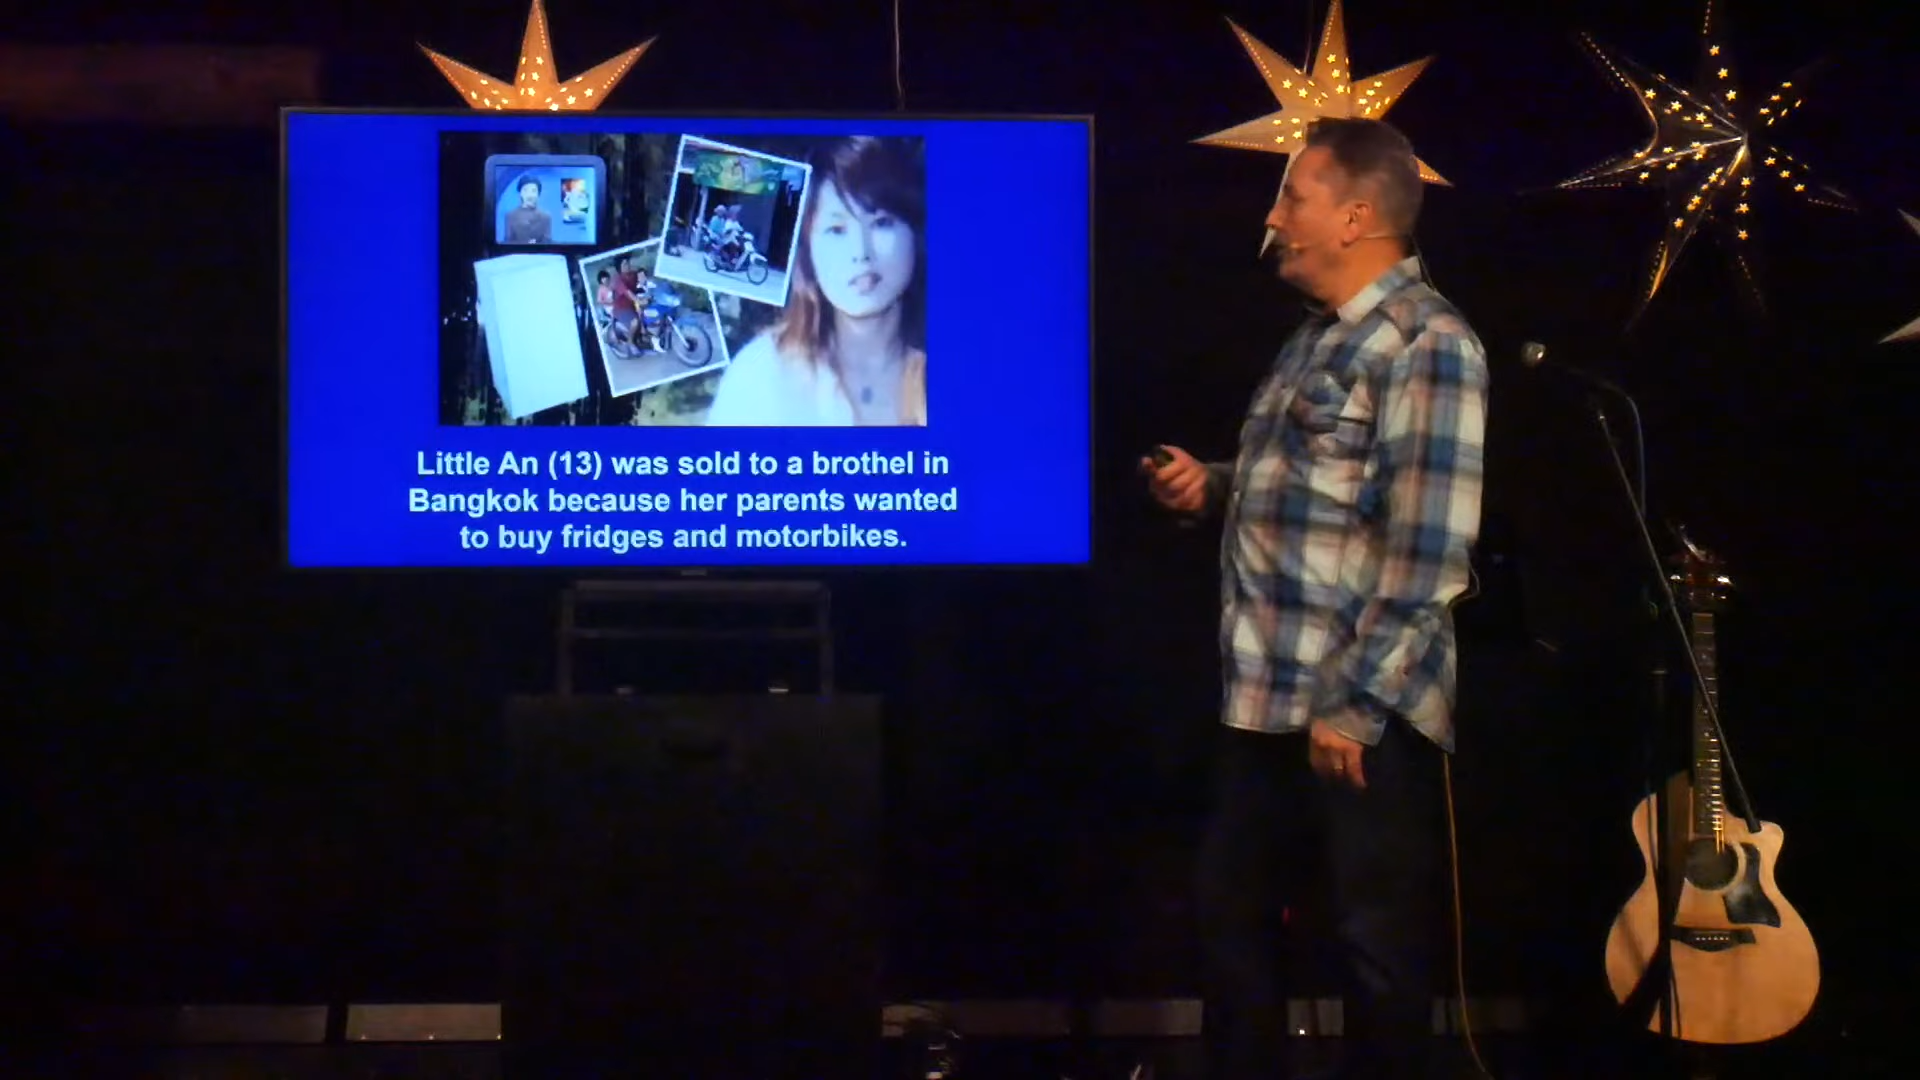 Little An (13) was sold to a brothel in
Bangkok because her parents wanted
to buy fridges and motorbikes.